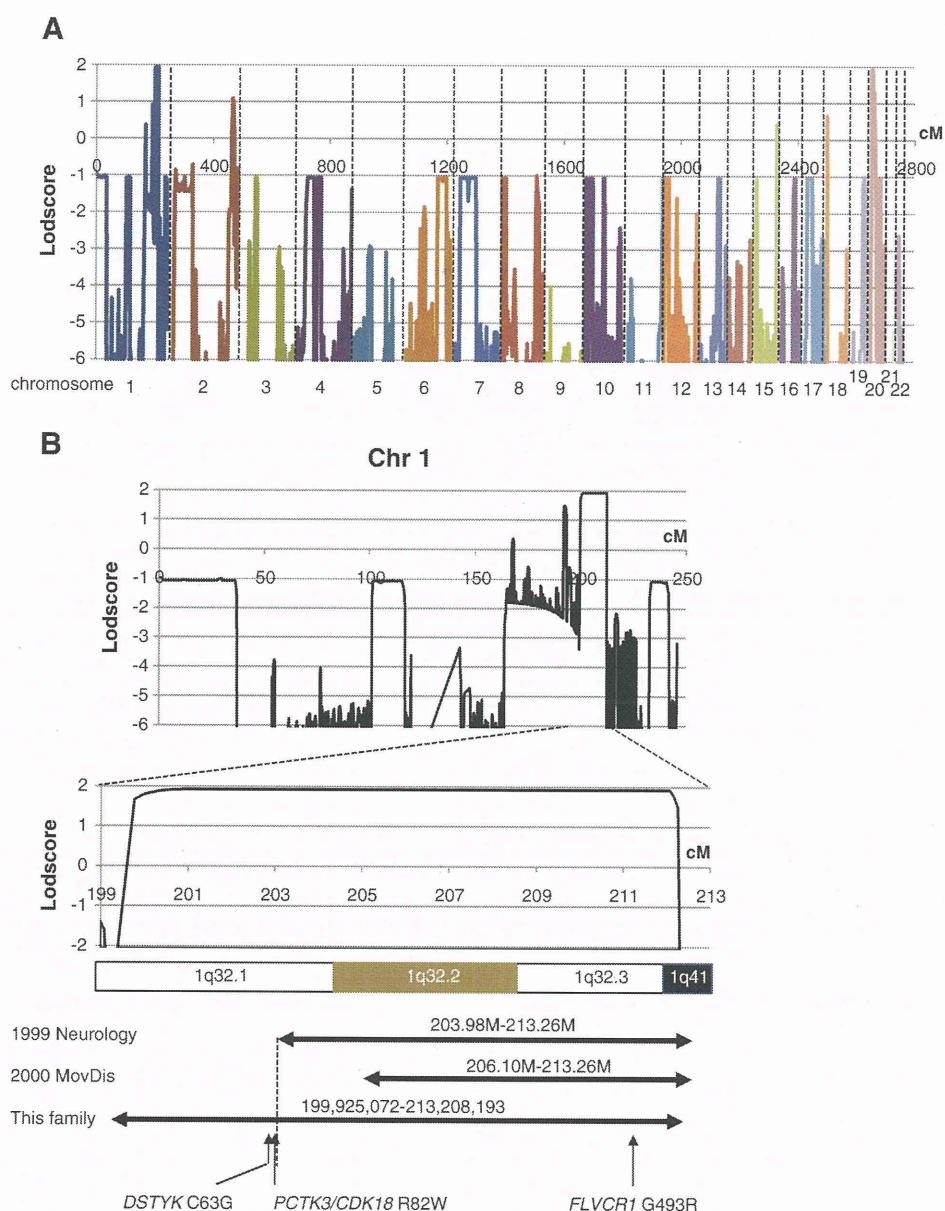 A
2
1
0
-1
-2
-3
-4
-5
-6
Lodscore
0 400 800 1200 1600 2000 2400 2800
cM
chromosome 1 2 3 4 5 6 7 8 9 10 11 12 13 14 15 16 17 18 19 20 21 22
B
Chr 1
2
1
0
-1
-2
-3
-4
-5
-6
Lodscore
cM
0 50 100 150 200 250
2
1
0
-1
-2
Lodscore
cM
199 201 203 205 207 209 211 213
1q32.1 1q32.2 1q32.3 1q41
1999 Neurology 203.98M-213.26M
2000 MovDis 206.10M-213.26M
This family 199,925,072-213,208,193
DSTYK C63G PCTK3/CDK18 R82W FLVCR1 G493R